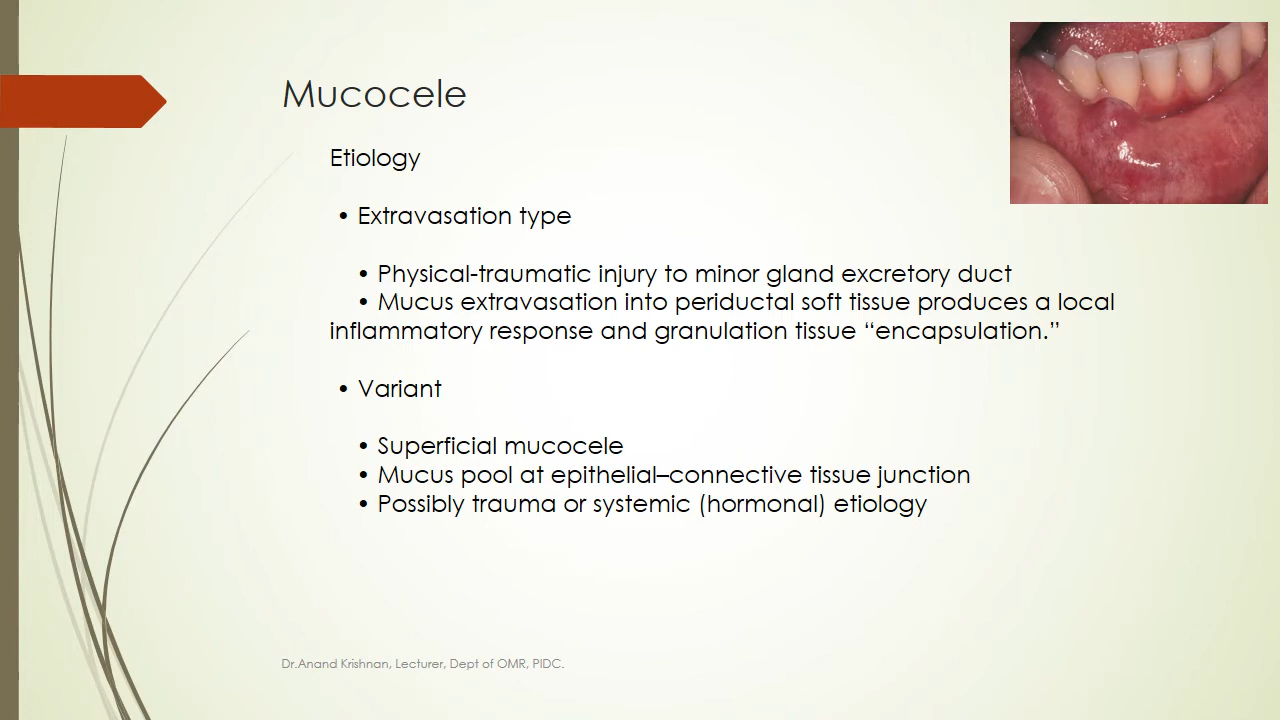 Mucocele
Etiology
• Extravasation type
• Physical-traumatic injury to minor gland excretory duct
• Mucus extravasation into periductal soft tissue produces a local
inflammatory response and granulation tissue “encapsulation.”
• Variant
• Superficial mucocele
• Mucus pool at epithelial–connective tissue junction
• Possibly trauma or systemic (hormonal) etiology
Dr.Anand Krishnan, Lecturer, Dept of OMR, PIDC.